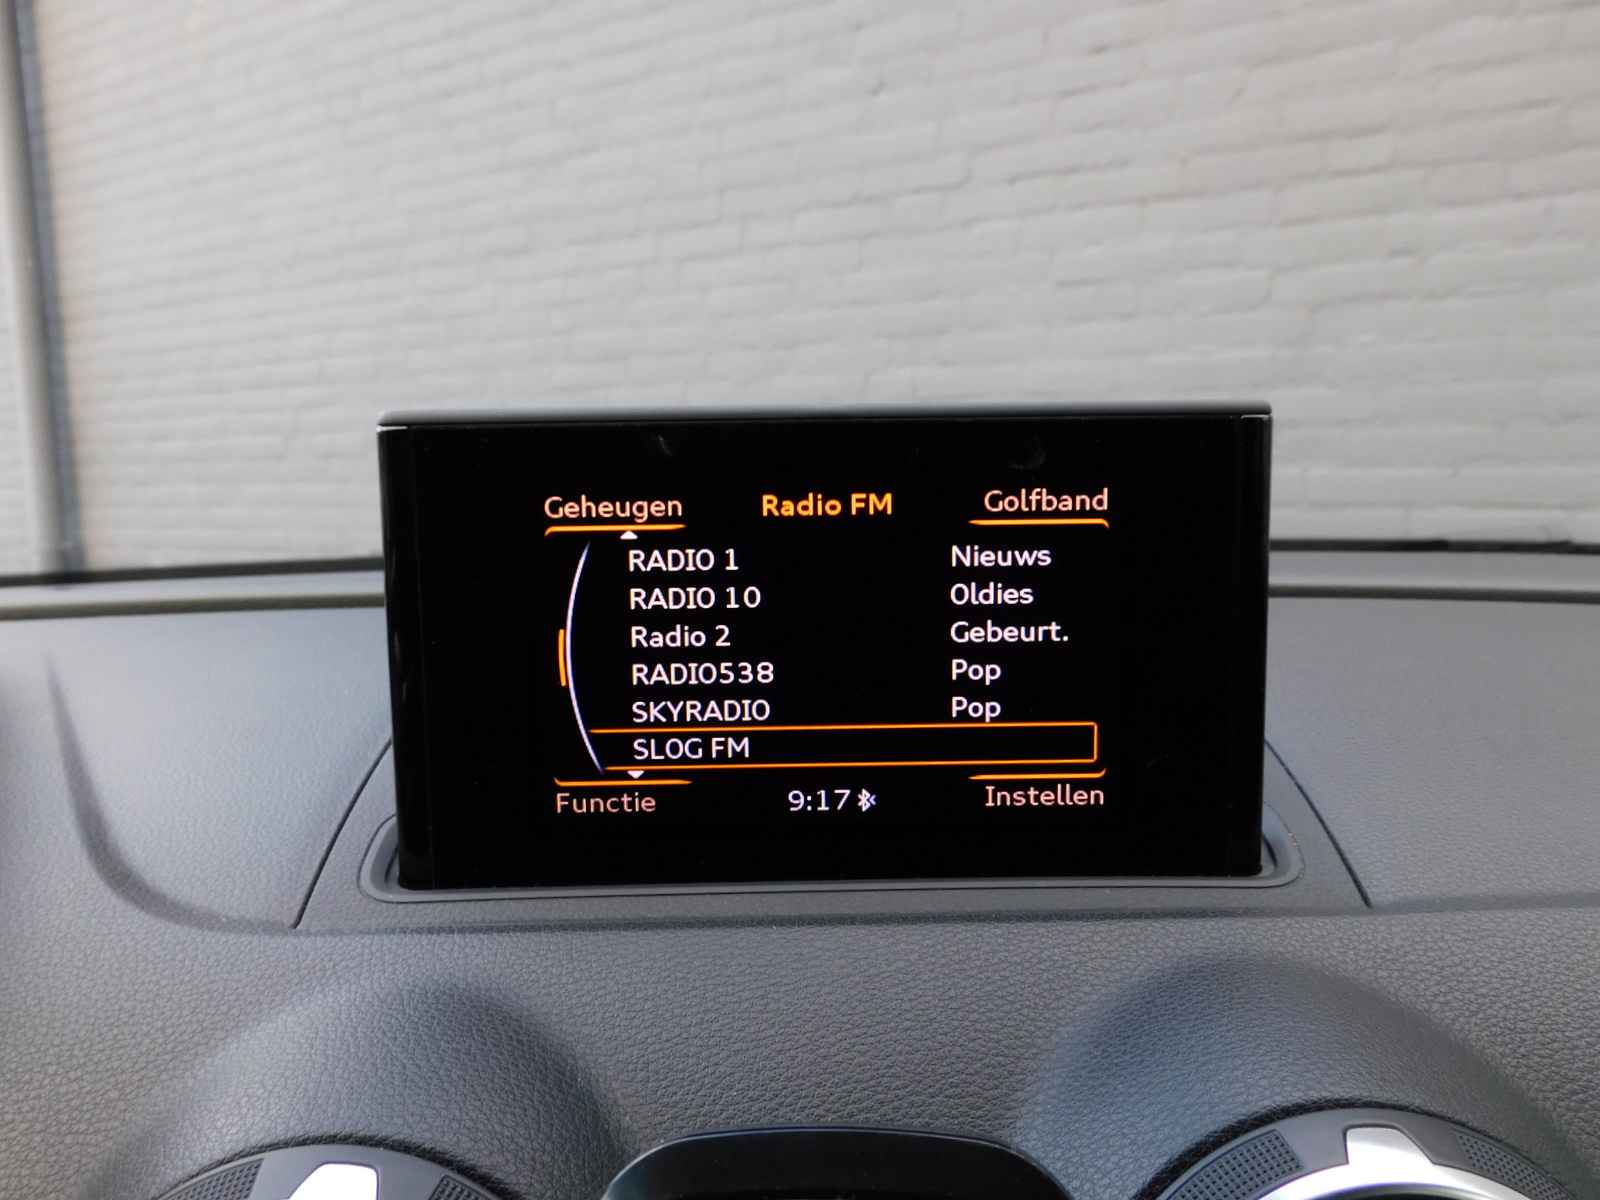 Geheugen Radio FM Golfband
RADIO 1 Nieuws
RADIO 10 Oldies
Radio 2 Gebeurt.
RADIO538 Pop
SKYRADIO Pop
SLOG FM
Functie 9:17 Instellen